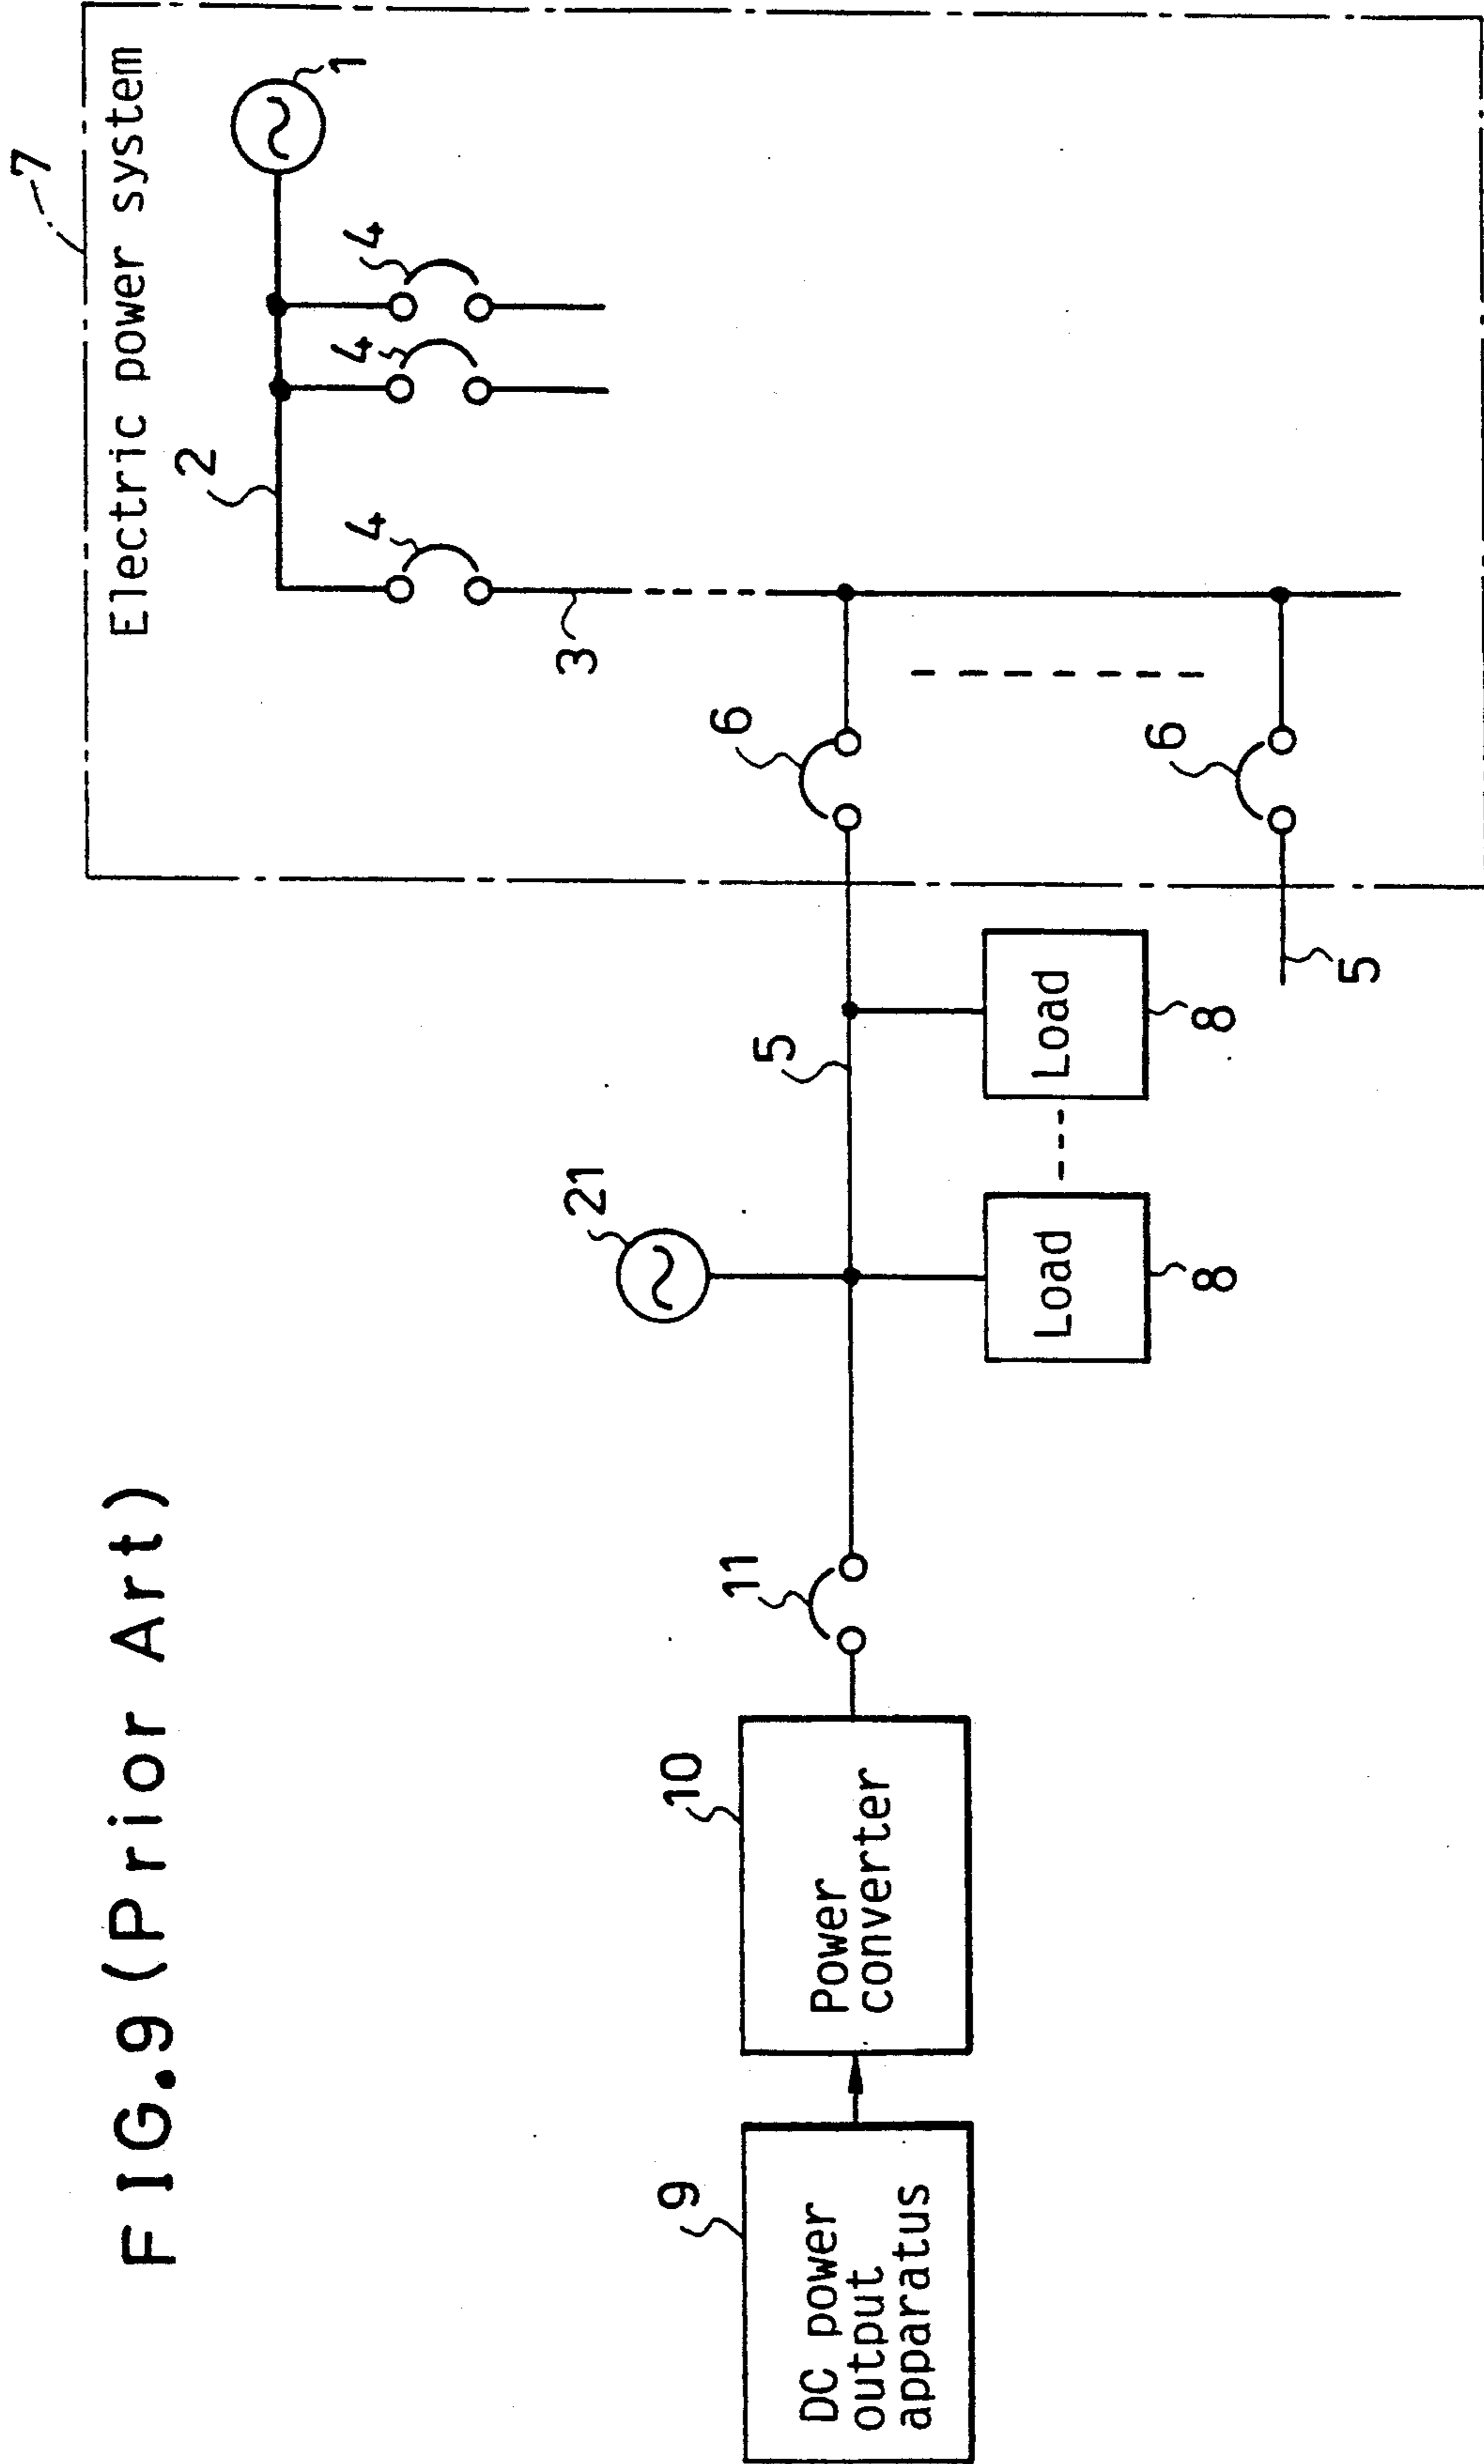 FIG.9(Prior Art)
7
Electric power system
1
2
4
4
4
3
6
6
5
5
21
Load
Load
8
8
11
10
Power
converter
9
DC power
output
apparatus